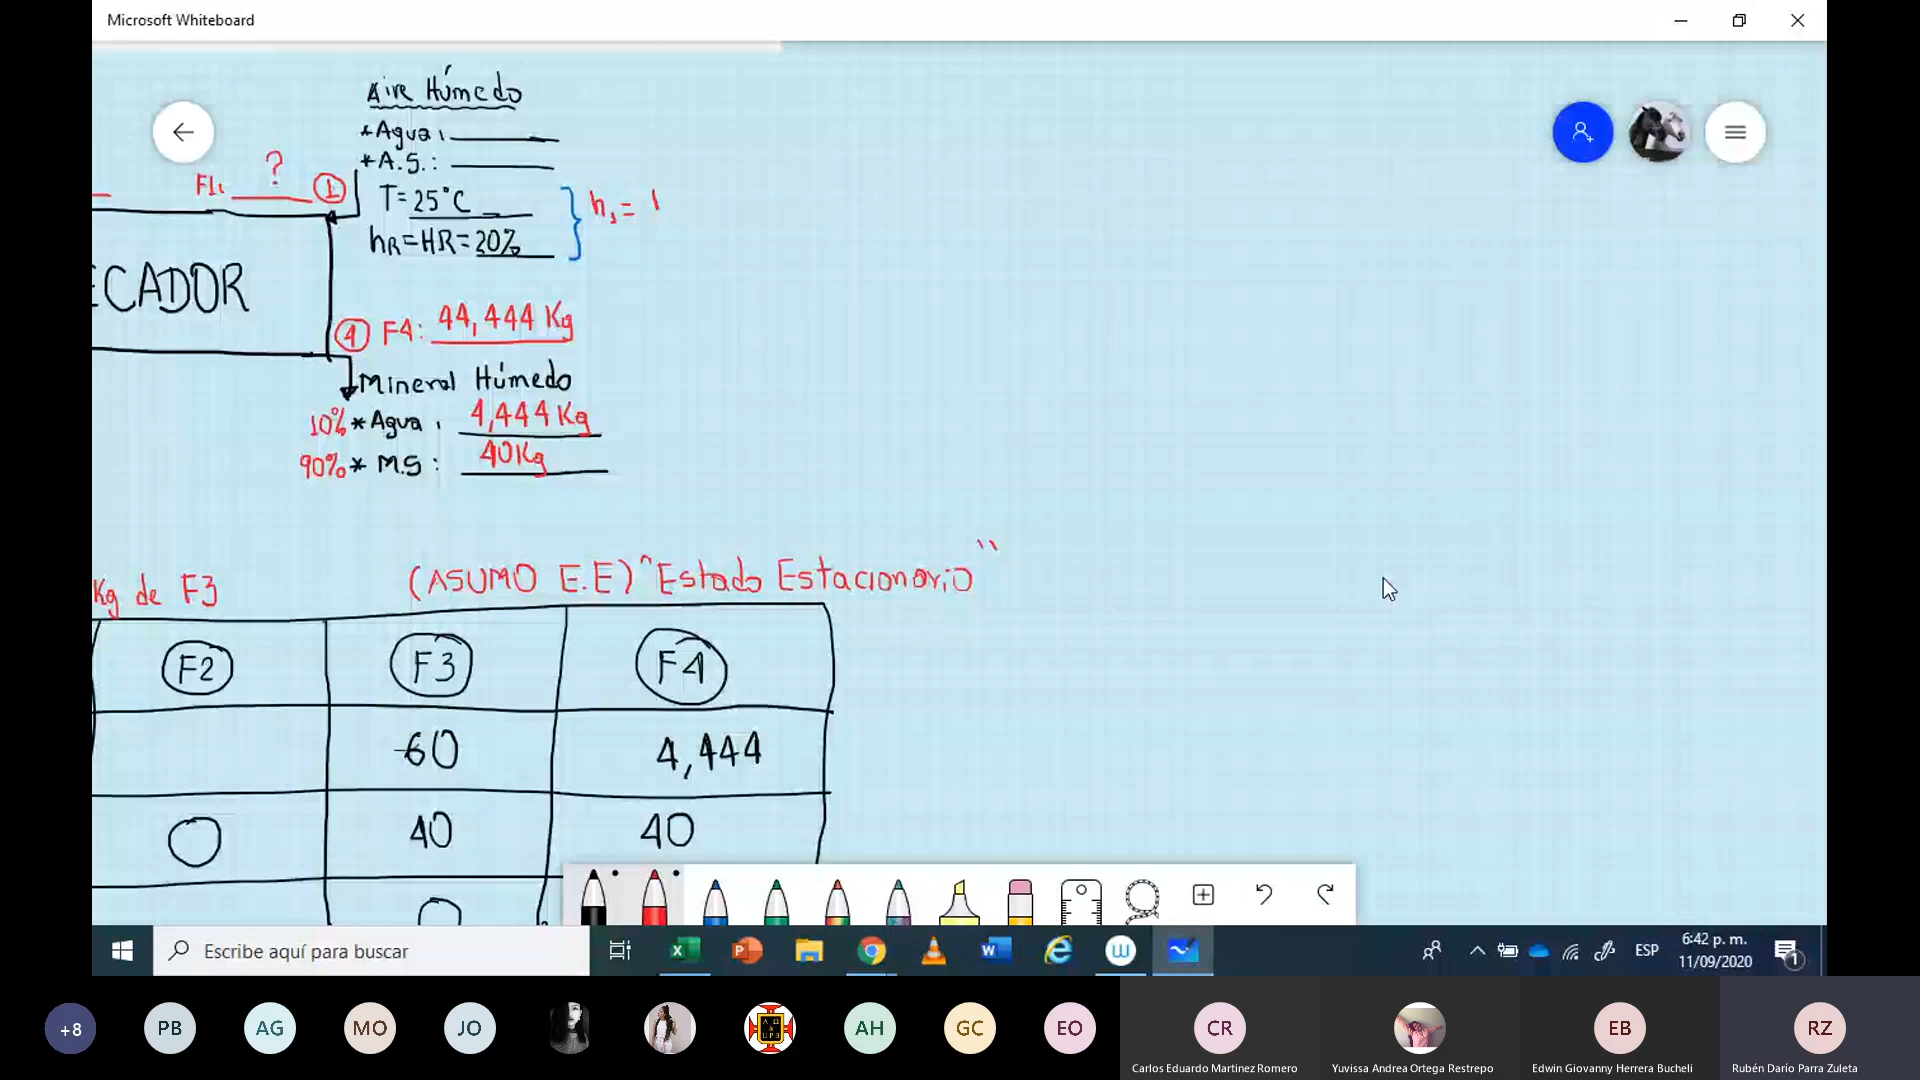 Microsoft Whiteboard
Aire Húmedo
*Agua:
*A.S.:
F1: ? 1
T=25°C
hR=HR=20%
h,=
ECADOR
4 F4: 44,444 Kg
Mineral Húmedo
10% *Agua: 4,444 Kg
90% * M.S: 40Kg
Kg de F3 (ASUMO E.E) "Estado Estacionario"
F2 F3 F4
60 4,444
0 40 40
Escribe aquí para buscar
ESP
6:42 p. m.
11/09/2020
1
+8 PB AG MO JO AH GC EO CR EB RZ
Carlos Eduardo Martinez Romero Yuvissa Andrea Ortega Restrepo Edwin Giovanny Herrera Bucheli Rubén Darío Parra Zuleta